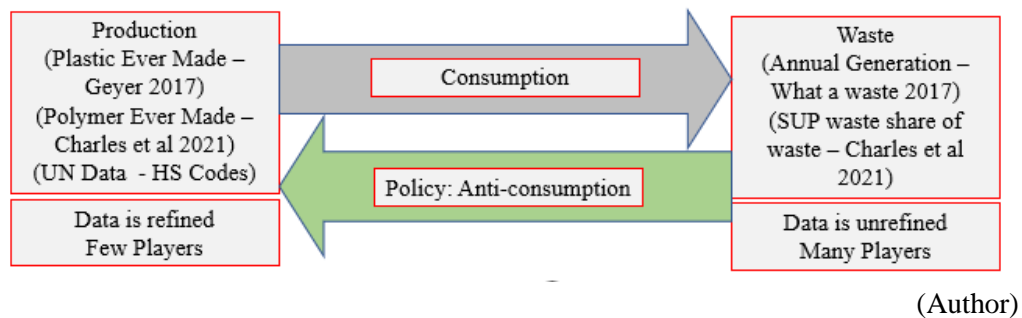 Production
(Plastic Ever Made –
Geyer 2017)
(Polymer Ever Made –
Charles et al 2021)
(UN Data - HS Codes)
Data is refined
Few Players
Consumption
Policy: Anti-consumption
Waste
(Annual Generation –
What a waste 2017)
(SUP waste share of
waste – Charles et al
2021)
Data is unrefined
Many Players
(Author)